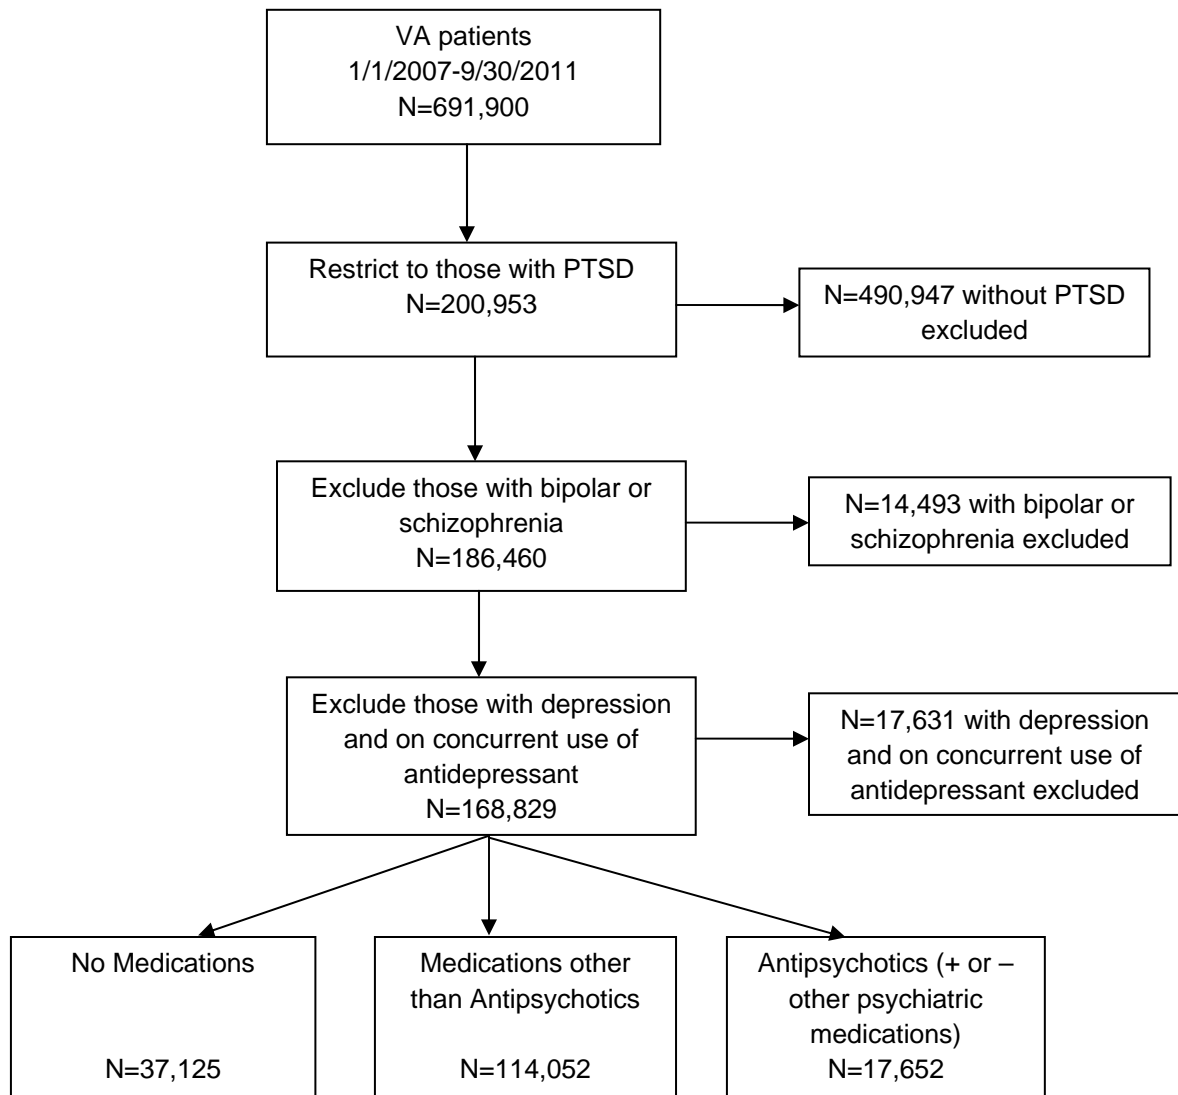 VA patients
1/1/2007-9/30/2011
N=691,900
Restrict to those with PTSD
N=200,953
N=490,947 without PTSD
excluded
Exclude those with bipolar or
schizophrenia
N=186,460
N=14,493 with bipolar or
schizophrenia excluded
Exclude those with depression
and on concurrent use of
antidepressant
N=168,829
N=17,631 with depression
and on concurrent use of
antidepressant excluded
No Medications
N=37,125
Medications other
than Antipsychotics
N=114,052
Antipsychotics (+ or –
other psychiatric
medications)
N=17,652